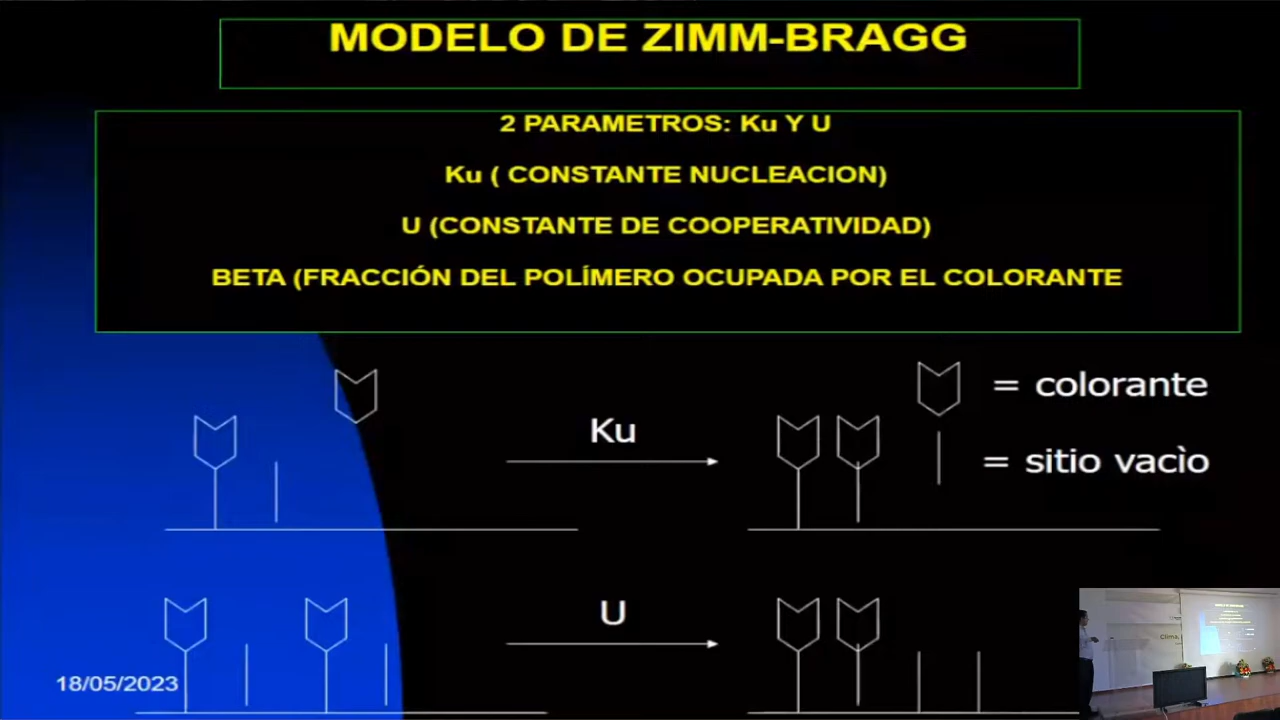 MODELO DE ZIMM-BRAGG
2 PARAMETROS: Ku Y U
Ku ( CONSTANTE NUCLEACION)
U (CONSTANTE DE COOPERATIVIDAD)
BETA (FRACCIÓN DEL POLÍMERO OCUPADA POR EL COLORANTE
= colorante
Ku
= sitio vacìo
U
18/05/2023
Clima,